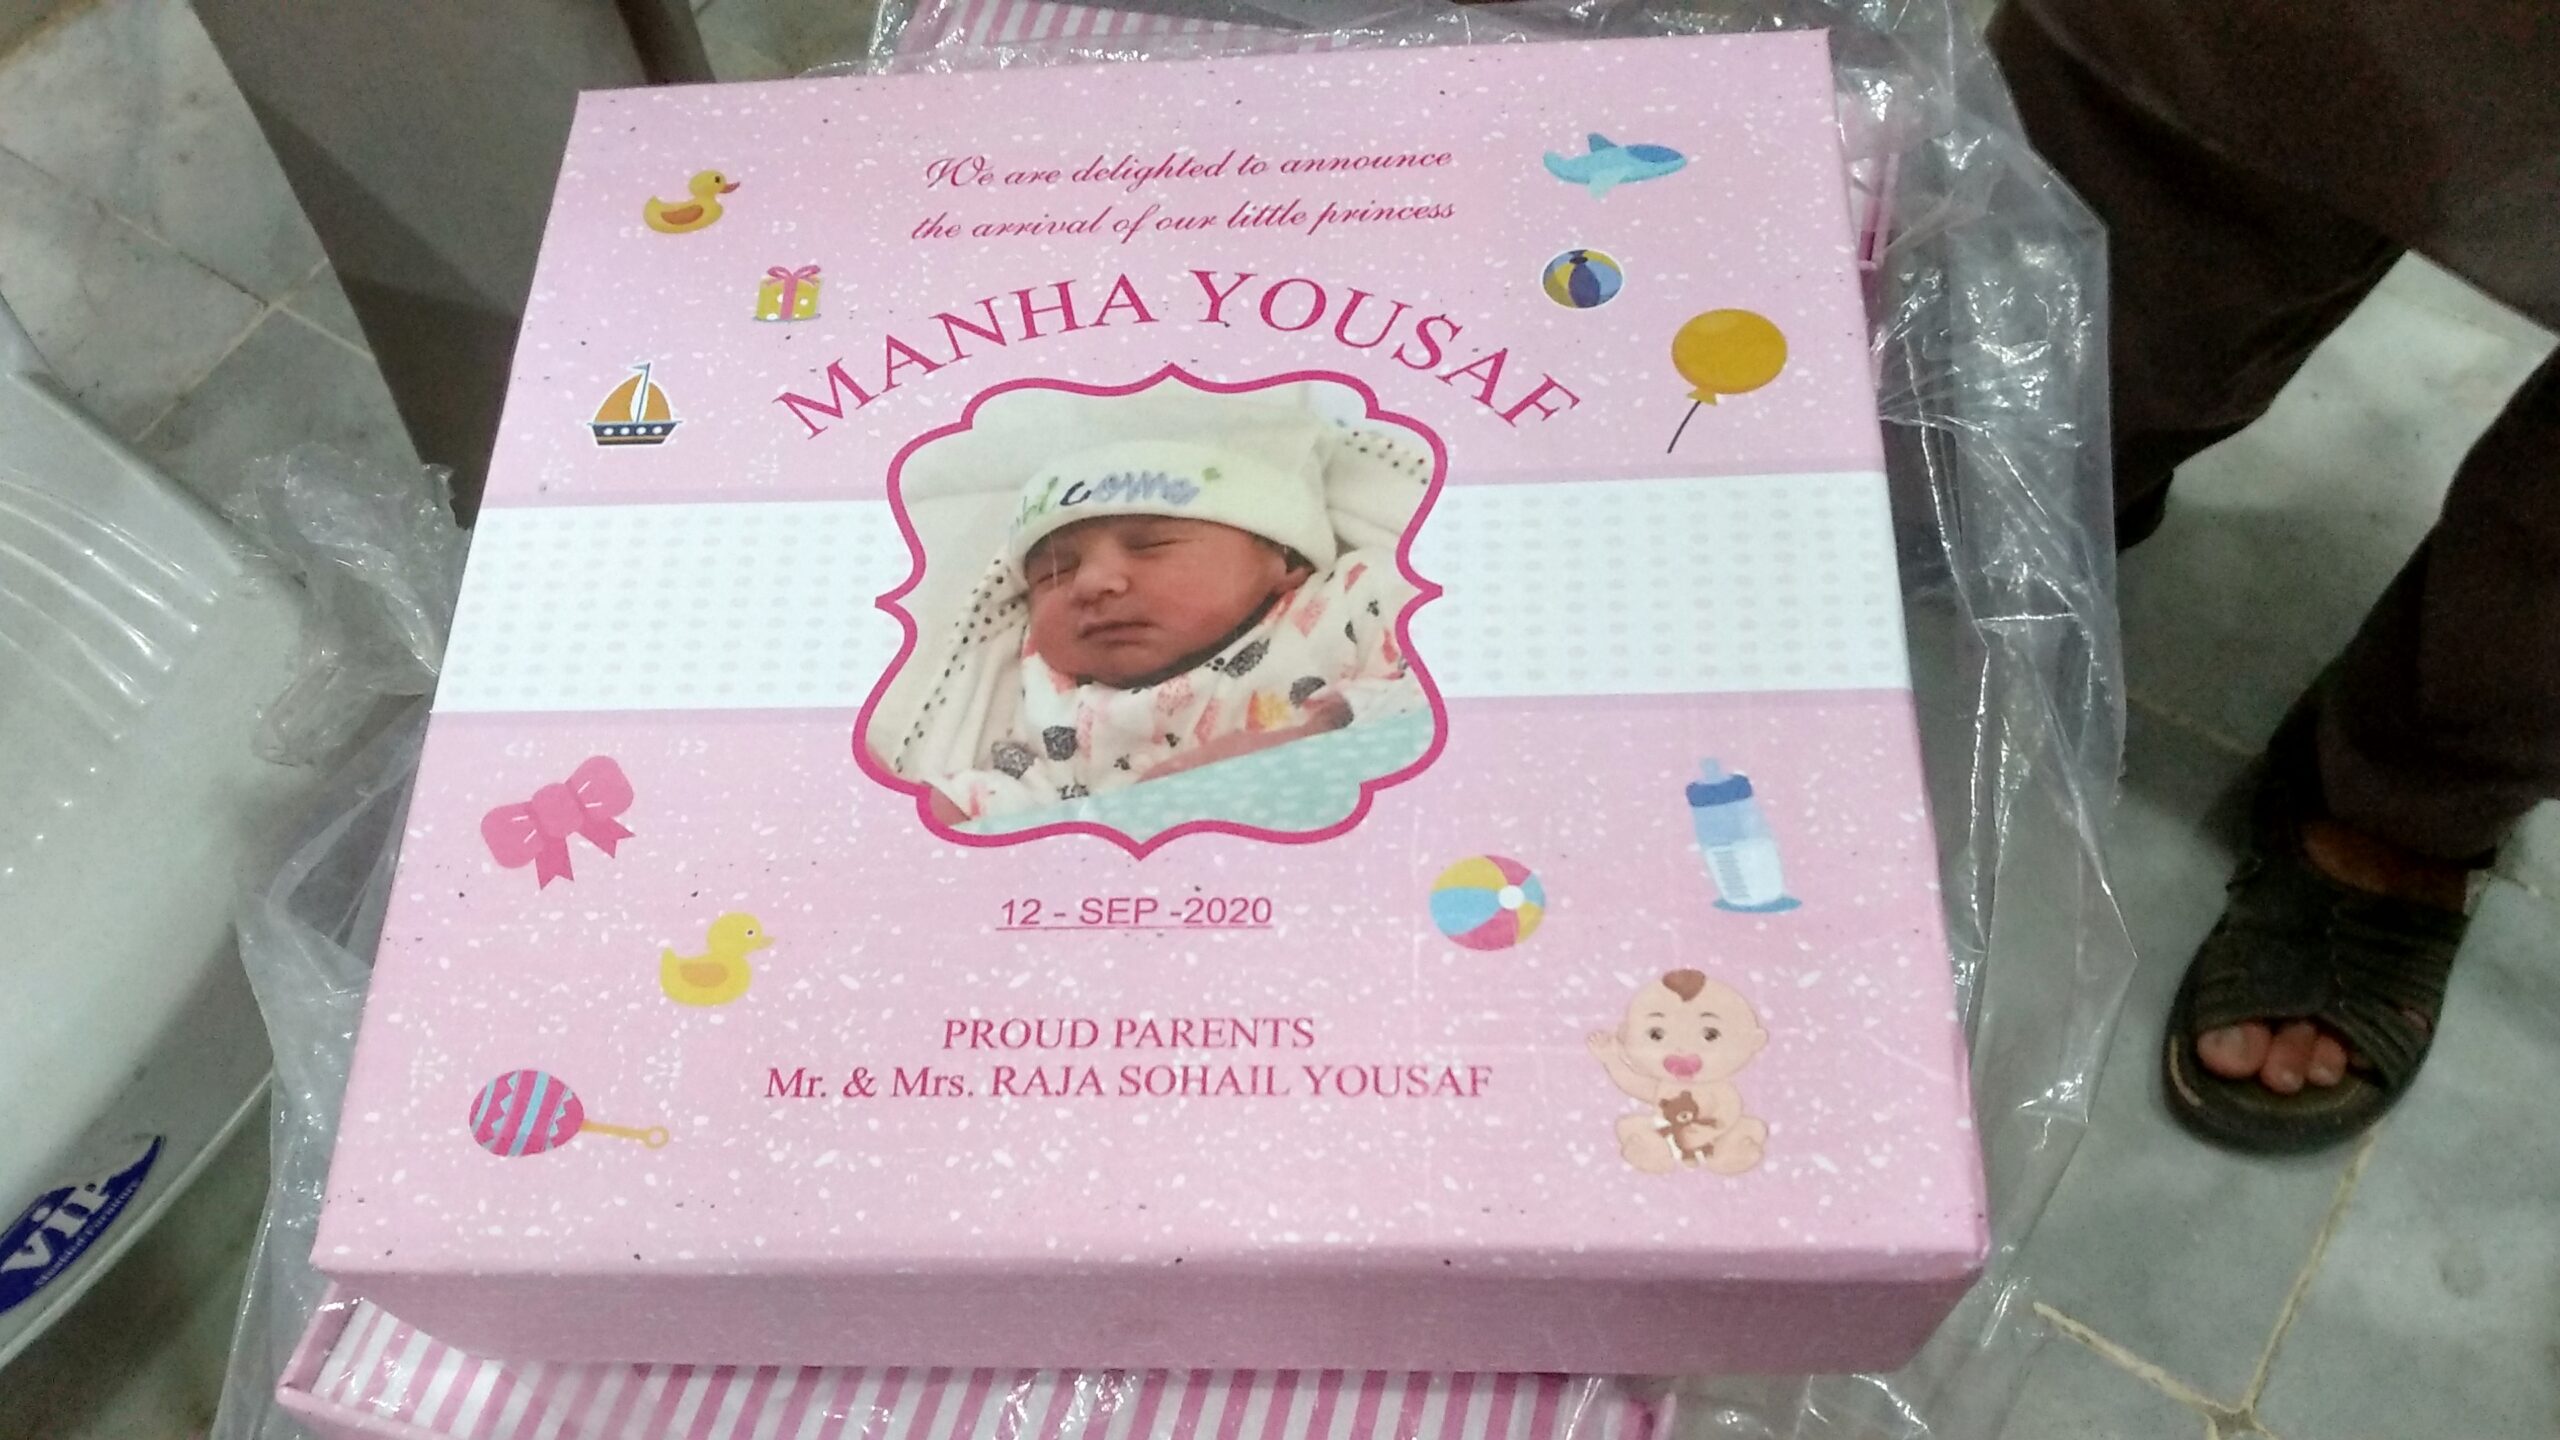 We are delighted to announce
the arrival of our little princess
MANHA YOUSAF
12 - SEP -2020
PROUD PARENTS
Mr. & Mrs. RAJA SOHAIL YOUSAF
VIP